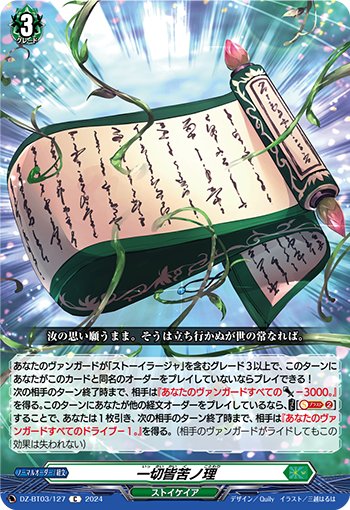 3
グレード
汝の思い願うまま。そうは立ち行かぬが世の常なれば。
あなたのヴァンガードが「ストーイラージャ」を含むグレード3以上で、このターンに
あなたがこのカードと同名のオーダーをプレイしていないならプレイできる！
次の相手のターン終了時まで、相手は『あなたのヴァンガードすべての-3000。』
を得る。このターンにあなたが他の経文オーダーをプレイしているなら、【 2】
することで、あなたは1枚引き、次の相手のターン終了時まで、相手は『あなたのヴァン
ガードすべてのドライブ-1。』を得る。(相手のヴァンガードがライドしてもこの
効果は失われない)
ノーマルオーダー/経文
一切皆苦ノ理
DZ-BT03/127 C 2024
ストイケイア
デザイン/Quily イラスト/三越はるは